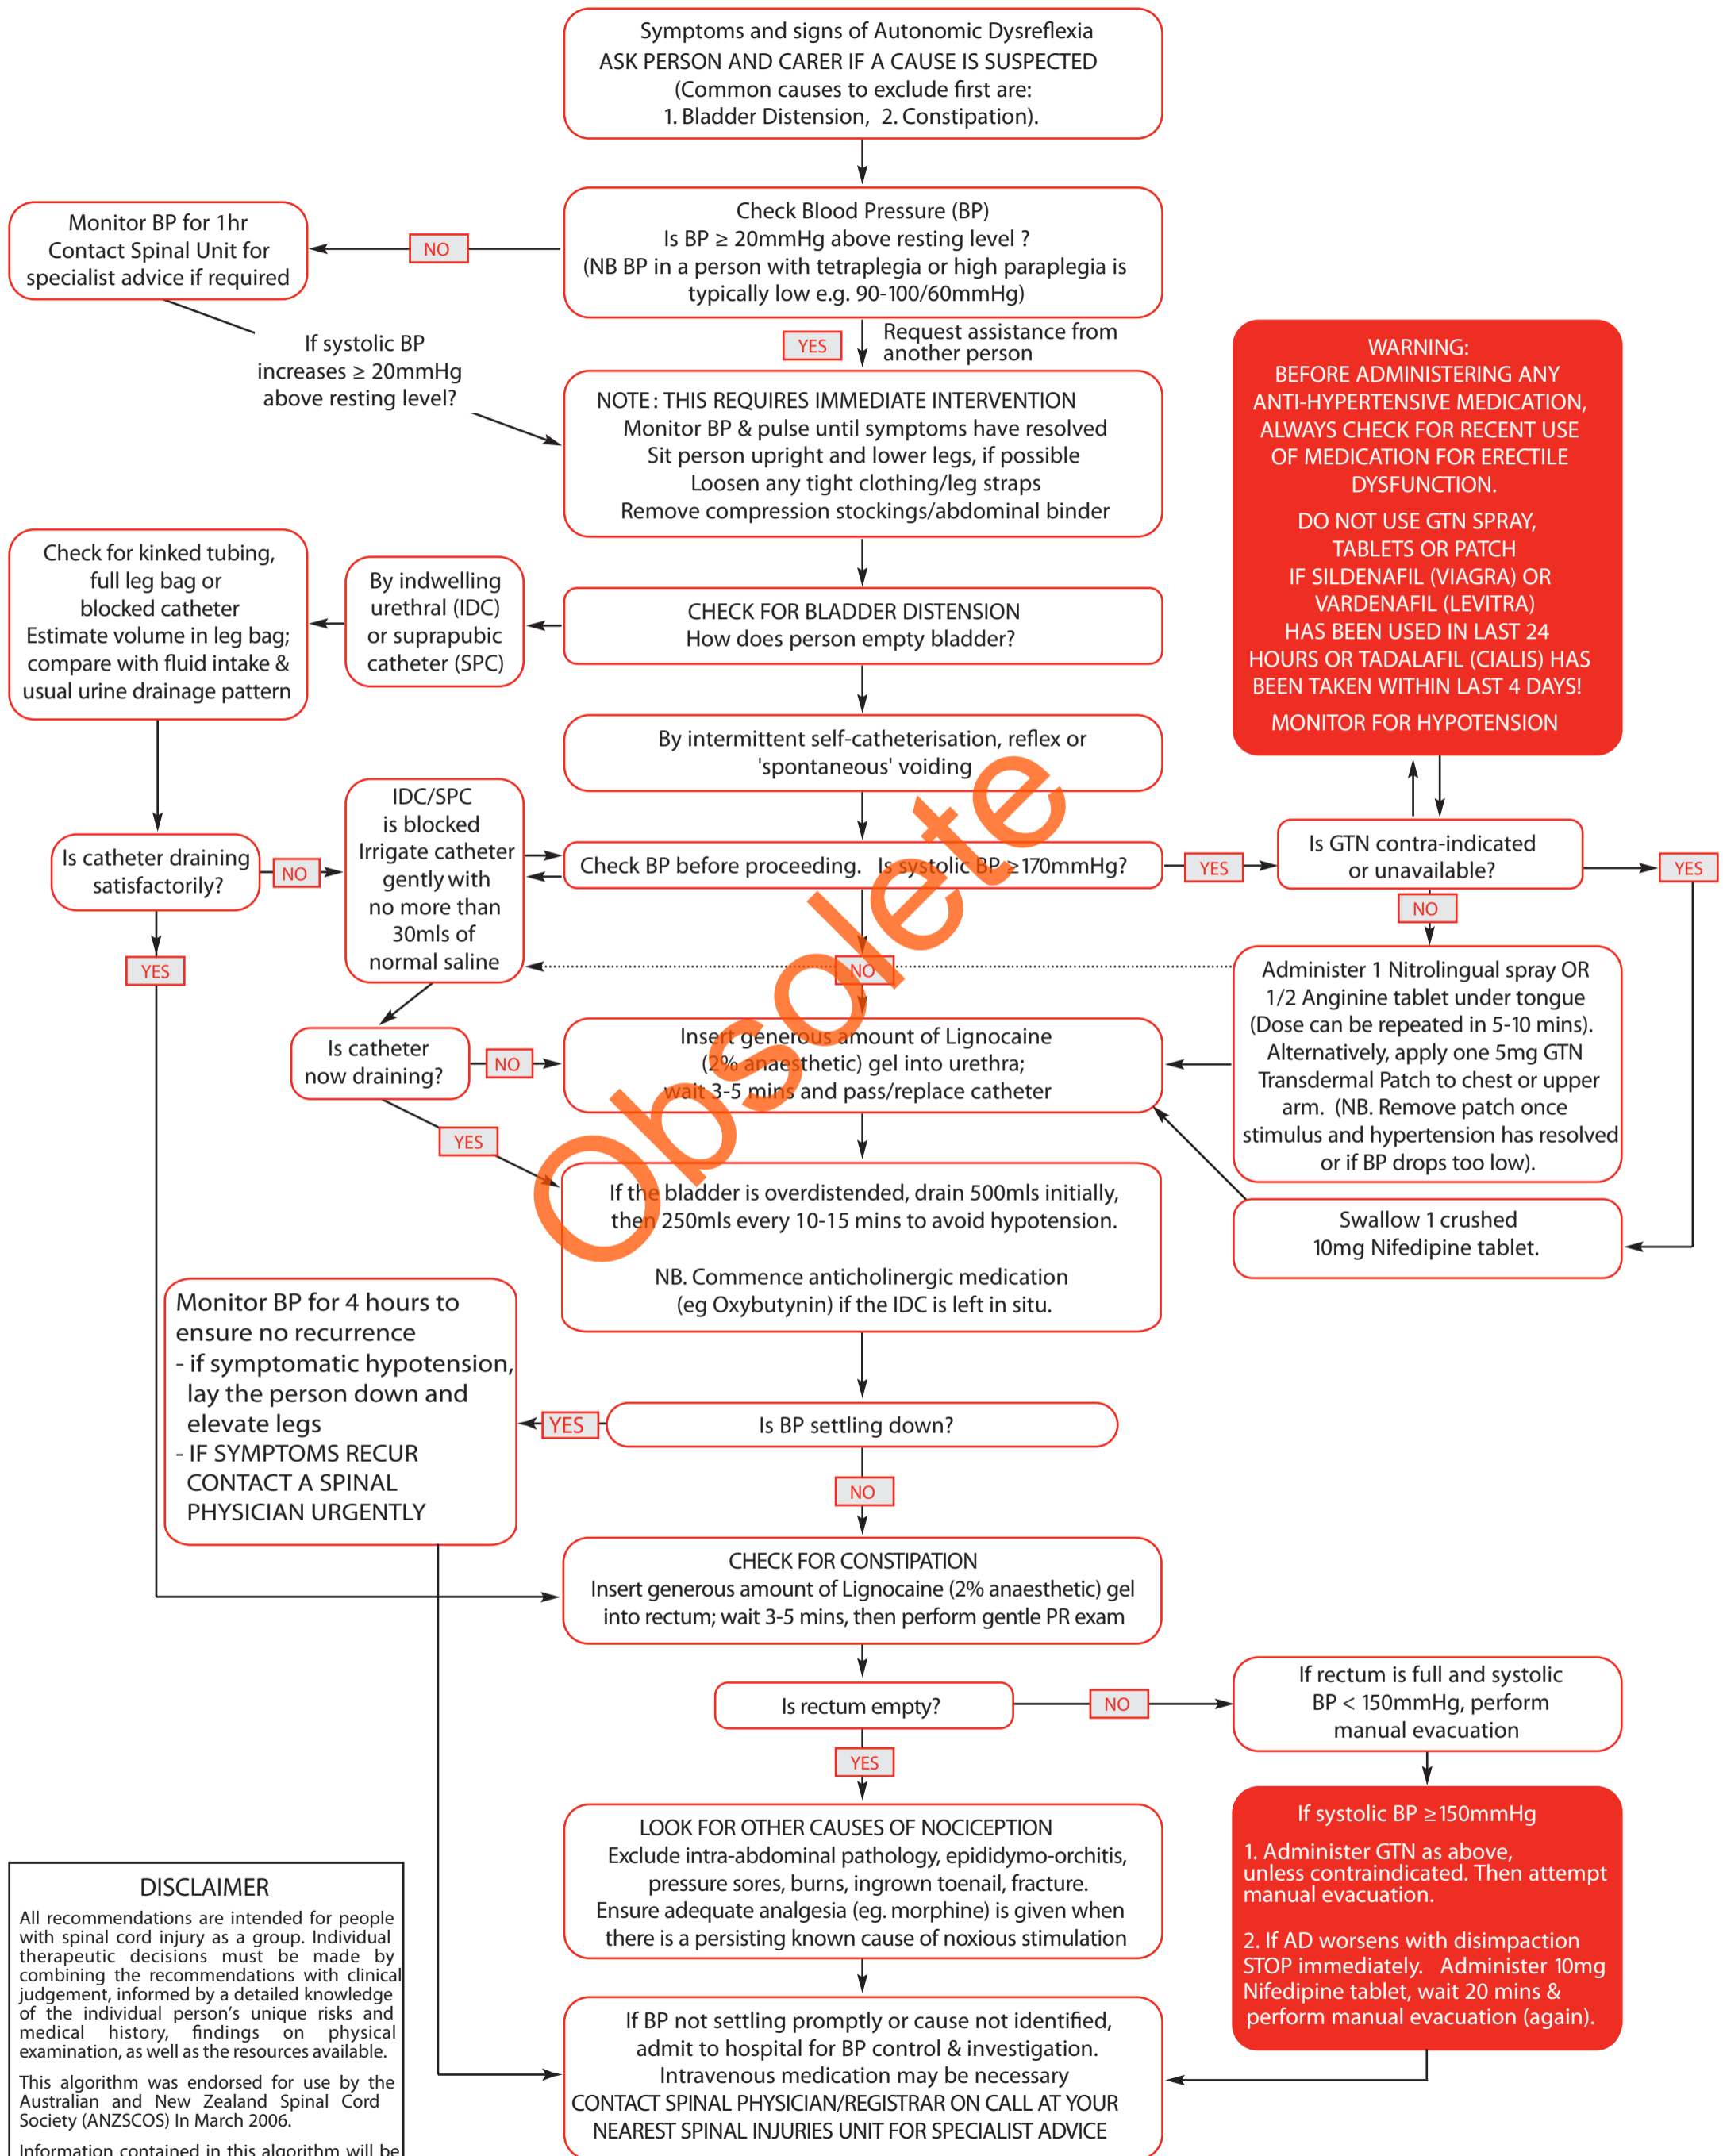 Symptoms and signs of Autonomic Dysreflexia
ASK PERSON AND CARER IF A CAUSE IS SUSPECTED
(Common causes to exclude first are:
1. Bladder Distension, 2. Constipation).
Check Blood Pressure (BP)
Is BP ≥ 20mmHg above resting level ?
(NB BP in a person with tetraplegia or high paraplegia is
typically low e.g. 90-100/60mmHg)
NO
Monitor BP for 1hr
Contact Spinal Unit for
specialist advice if required
If systolic BP
increases ≥ 20mmHg
above resting level?
YES
Request assistance from
another person
NOTE : THIS REQUIRES IMMEDIATE INTERVENTION
Monitor BP & pulse until symptoms have resolved
Sit person upright and lower legs, if possible
Loosen any tight clothing/leg straps
Remove compression stockings/abdominal binder
WARNING:
BEFORE ADMINISTERING ANY
ANTI-HYPERTENSIVE MEDICATION,
ALWAYS CHECK FOR RECENT USE
OF MEDICATION FOR ERECTILE
DYSFUNCTION.
DO NOT USE GTN SPRAY,
TABLETS OR PATCH
IF SILDENAFIL (VIAGRA) OR
VARDENAFIL (LEVITRA)
HAS BEEN USED IN LAST 24
HOURS OR TADALAFIL (CIALIS) HAS
BEEN TAKEN WITHIN LAST 4 DAYS!
MONITOR FOR HYPOTENSION
CHECK FOR BLADDER DISTENSION
How does person empty bladder?
By indwelling
urethral (IDC)
or suprapubic
catheter (SPC)
Check for kinked tubing,
full leg bag or
blocked catheter
Estimate volume in leg bag;
compare with fluid intake &
usual urine drainage pattern
By intermittent self-catheterisation, reflex or
'spontaneous' voiding
Is catheter draining
satisfactorily?
NO
IDC/SPC
is blocked
Irrigate catheter
gently with
no more than
30mls of
normal saline
Check BP before proceeding. Is systolic BP ≥170mmHg?
YES
Is GTN contra-indicated
or unavailable?
YES
NO
YES
NO
Administer 1 Nitrolingual spray OR
1/2 Anginine tablet under tongue
(Dose can be repeated in 5-10 mins).
Alternatively, apply one 5mg GTN
Transdermal Patch to chest or upper
arm. (NB. Remove patch once
stimulus and hypertension has resolved
or if BP drops too low).
Is catheter
now draining?
NO
Insert generous amount of Lignocaine
(2% anaesthetic) gel into urethra;
wait 3-5 mins and pass/replace catheter
YES
If the bladder is overdistended, drain 500mls initially,
then 250mls every 10-15 mins to avoid hypotension.
NB. Commence anticholinergic medication
(eg Oxybutynin) if the IDC is left in situ.
Swallow 1 crushed
10mg Nifedipine tablet.
Obsolete
Monitor BP for 4 hours to
ensure no recurrence
- if symptomatic hypotension,
lay the person down and
elevate legs
- IF SYMPTOMS RECUR
CONTACT A SPINAL
PHYSICIAN URGENTLY
YES
Is BP settling down?
NO
CHECK FOR CONSTIPATION
Insert generous amount of Lignocaine (2% anaesthetic) gel
into rectum; wait 3-5 mins, then perform gentle PR exam
Is rectum empty?
NO
If rectum is full and systolic
BP < 150mmHg, perform
manual evacuation
YES
LOOK FOR OTHER CAUSES OF NOCICEPTION
Exclude intra-abdominal pathology, epididymo-orchitis,
pressure sores, burns, ingrown toenail, fracture.
Ensure adequate analgesia (eg. morphine) is given when
there is a persisting known cause of noxious stimulation
If systolic BP ≥150mmHg
1. Administer GTN as above,
unless contraindicated. Then attempt
manual evacuation.
2. If AD worsens with disimpaction
STOP immediately. Administer 10mg
Nifedipine tablet, wait 20 mins &
perform manual evacuation (again).
If BP not settling promptly or cause not identified,
admit to hospital for BP control & investigation.
Intravenous medication may be necessary
CONTACT SPINAL PHYSICIAN/REGISTRAR ON CALL AT YOUR
NEAREST SPINAL INJURIES UNIT FOR SPECIALIST ADVICE
DISCLAIMER
All recommendations are intended for people
with spinal cord injury as a group. Individual
therapeutic decisions must be made by
combining the recommendations with clinical
judgement, informed by a detailed knowledge
of the individual person's unique risks and
medical history, findings on physical
examination, as well as the resources available.
This algorithm was endorsed for use by the
Australian and New Zealand Spinal Cord
Society (ANZSCOS) In March 2006.
Information contained in this algorithm will be